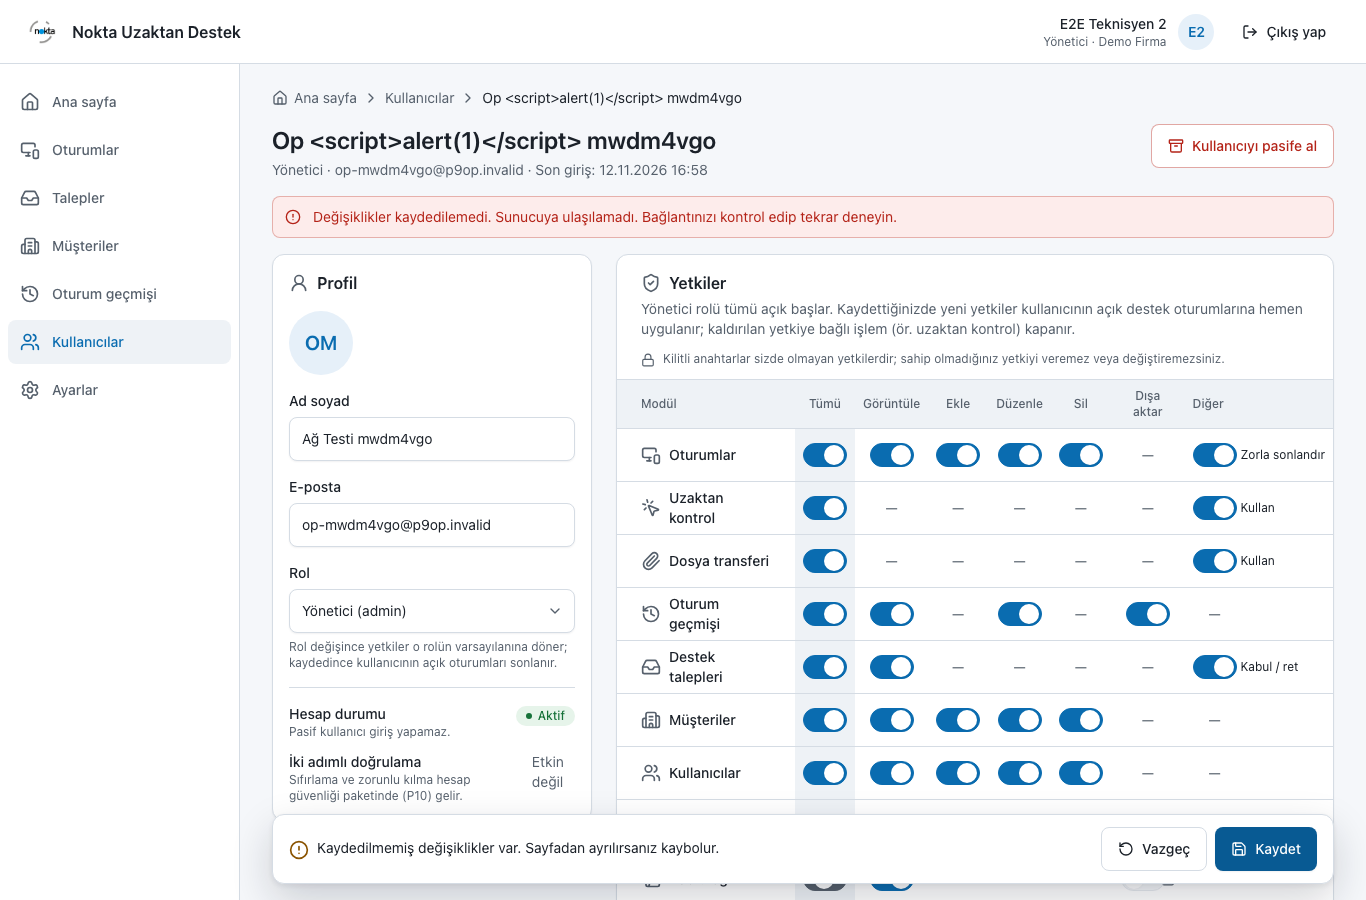 nokta
Nokta Uzaktan Destek
E2E Teknisyen 2
Yönetici · Demo Firma
E2
Çıkış yap
Ana sayfa
Oturumlar
Talepler
Müşteriler
Oturum geçmişi
Kullanıcılar
Ayarlar
Ana sayfa > Kullanıcılar > Op <script>alert(1)</script> mwdm4vgo
Op <script>alert(1)</script> mwdm4vgo
Yönetici · op-mwdm4vgo@p9op.invalid · Son giriş: 12.11.2026 16:58
Kullanıcıyı pasife al
Değişiklikler kaydedilemedi. Sunucuya ulaşılamadı. Bağlantınızı kontrol edip tekrar deneyin.
Profil
OM
Ad soyad
Ağ Testi mwdm4vgo
E-posta
op-mwdm4vgo@p9op.invalid
Rol
Yönetici (admin)
Rol değişince yetkiler o rolün varsayılanına döner;
kaydedince kullanıcının açık oturumları sonlanır.
Hesap durumu
Aktif
Pasif kullanıcı giriş yapamaz.
İki adımlı doğrulama
Etkin
değil
Sıfırlama ve zorunlu kılma hesap
güvenliği paketinde (P10) gelir.
Yetkiler
Yönetici rolü tümü açık başlar. Kaydettiğinizde yeni yetkiler kullanıcının açık destek oturumlarına hemen
uygulanır; kaldırılan yetkiye bağlı işlem (ör. uzaktan kontrol) kapanır.
Kilitli anahtarlar sizde olmayan yetkilerdir; sahip olmadığınız yetkiyi veremez veya değiştiremezsiniz.
Modül Tümü Görüntüle Ekle Düzenle Sil Dışa aktar Diğer
Oturumlar — Zorla sonlandır
Uzaktan kontrol — — — — — Kullan
Dosya transferi — — — — — Kullan
Oturum geçmişi — — —
Destek talepleri — — — — Kabul / ret
Müşteriler — —
Kullanıcılar — —
Kaydedilmemiş değişiklikler var. Sayfadan ayrılırsanız kaybolur.
Vazgeç
Kaydet